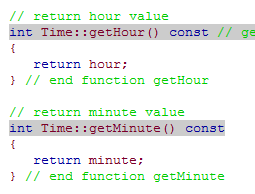 // return hour value
int Time::getHour() const //
{
return hour;
} // end function getHour
// return minute value
int Time::getMinute() const
{
return minute;
} // end function getMinute